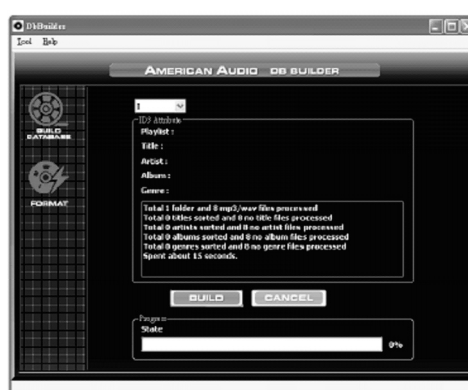 DbBuilder
Tool Help
AMERICAN AUDIO DB BUILDER
I
ID3 Attribute
Playlist :
Title :
Artist :
Album :
Genre :
BUILD
DATABASE
FORMAT
Total 1 folder and 8 mp3/wav files processed
Total 0 titles sorted and 8 no title files processed
Total 0 artists sorted and 8 no artist files processed
Total 0 albums sorted and 8 no album files processed
Total 0 genres sorted and 8 no genre files processed
Spent about 15 seconds.
BUILD CANCEL
Progress
State
0%